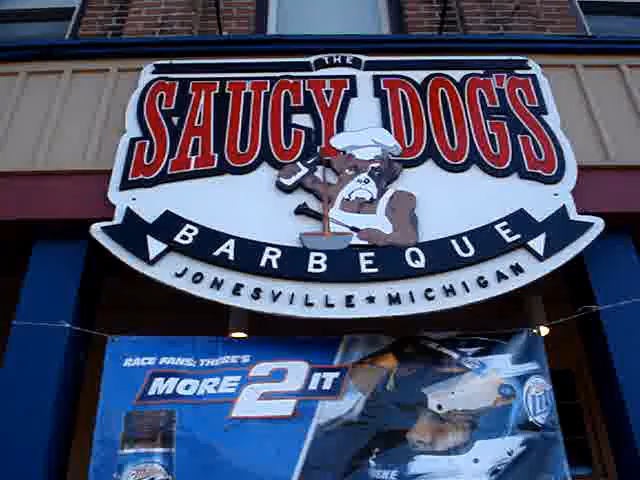 THE
SAUCY DOG'S
BARBEQUE
JONESVILLE ★ MICHIGAN
RACE FANS: THERE'S
MORE 2 IT